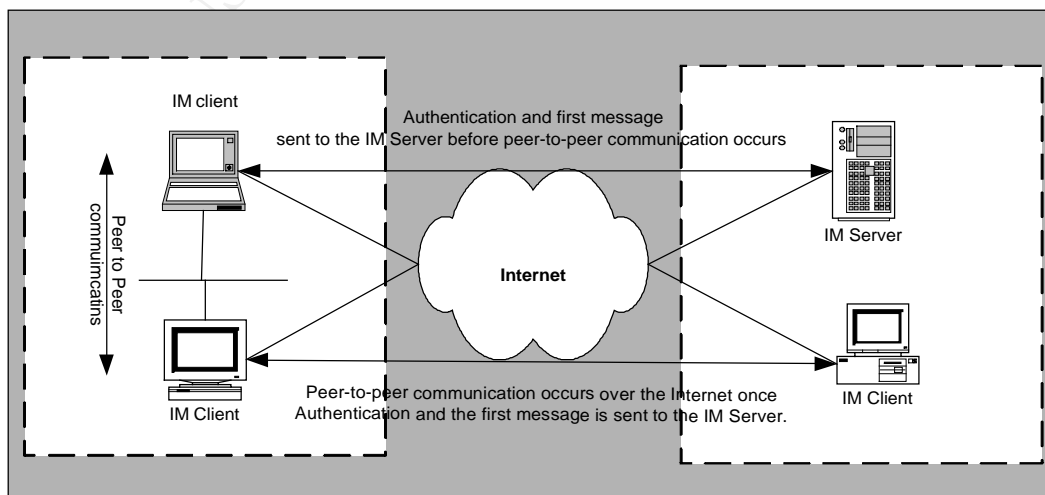 IM client
Authentication and first message
sent to the IM Server before peer-to-peer communication occurs
Peer to Peer
commuimcatins
IM Server
Internet
IM Client
IM Client
Peer-to-peer communication occurs over the Internet once
Authentication and the first message is sent to the IM Server.